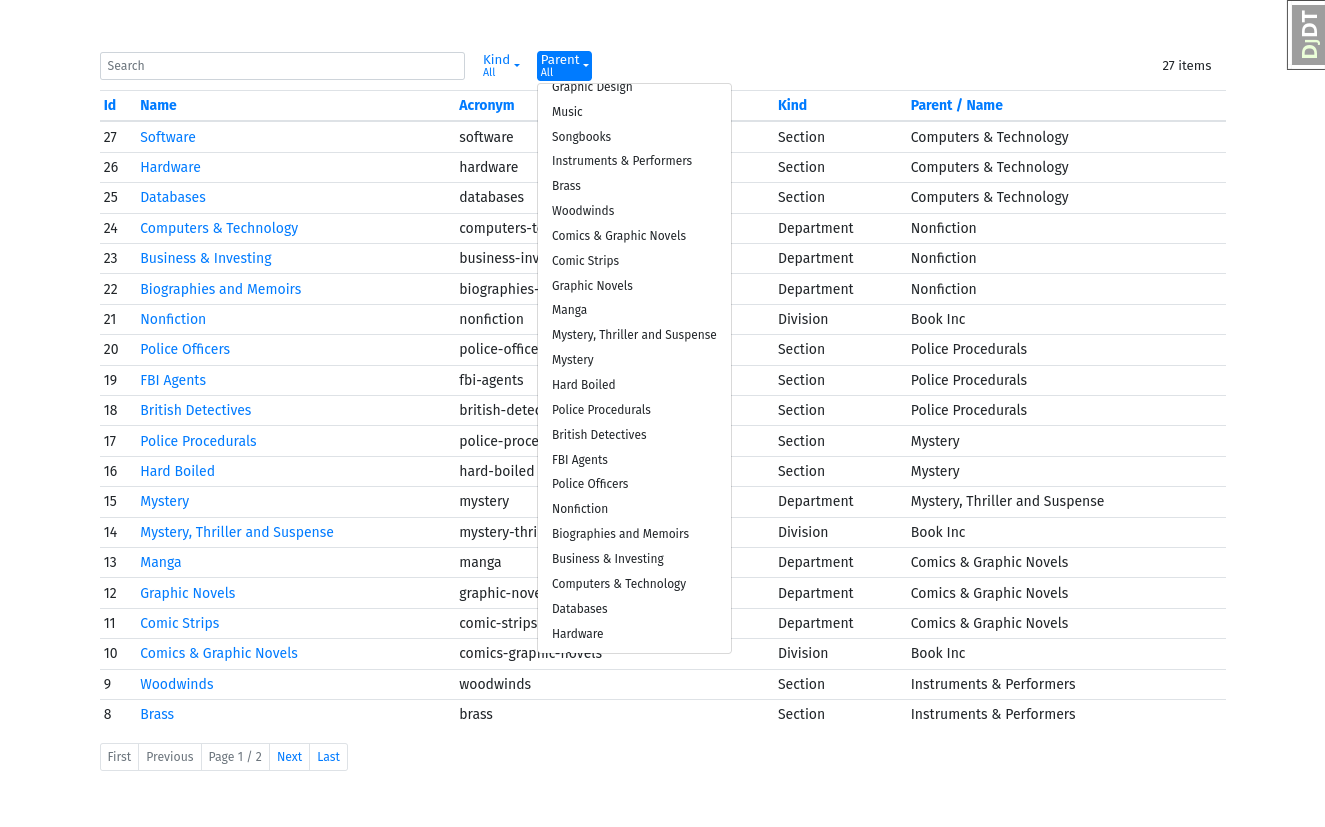 Search Kind All Parent All 27 items
Id Name Acronym Kind Parent / Name
27 Software software Section Computers & Technology
26 Hardware hardware Section Computers & Technology
25 Databases databases Section Computers & Technology
24 Computers & Technology computers-t Department Nonfiction
23 Business & Investing business-inv Department Nonfiction
22 Biographies and Memoirs biographies- Department Nonfiction
21 Nonfiction nonfiction Division Book Inc
20 Police Officers police-office Section Police Procedurals
19 FBI Agents fbi-agents Section Police Procedurals
18 British Detectives british-detec Section Police Procedurals
17 Police Procedurals police-proce Section Mystery
16 Hard Boiled hard-boiled Section Mystery
15 Mystery mystery Department Mystery, Thriller and Suspense
14 Mystery, Thriller and Suspense mystery-thri Division Book Inc
13 Manga manga Department Comics & Graphic Novels
12 Graphic Novels graphic-nove Department Comics & Graphic Novels
11 Comic Strips comic-strips Department Comics & Graphic Novels
10 Comics & Graphic Novels comics-graphic-novels Division Book Inc
9 Woodwinds woodwinds Section Instruments & Performers
8 Brass brass Section Instruments & Performers
Graphic Design
Music
Songbooks
Instruments & Performers
Brass
Woodwinds
Comics & Graphic Novels
Comic Strips
Graphic Novels
Manga
Mystery, Thriller and Suspense
Mystery
Hard Boiled
Police Procedurals
British Detectives
FBI Agents
Police Officers
Nonfiction
Biographies and Memoirs
Business & Investing
Computers & Technology
Databases
Hardware
First Previous Page 1 / 2 Next Last
DjDT